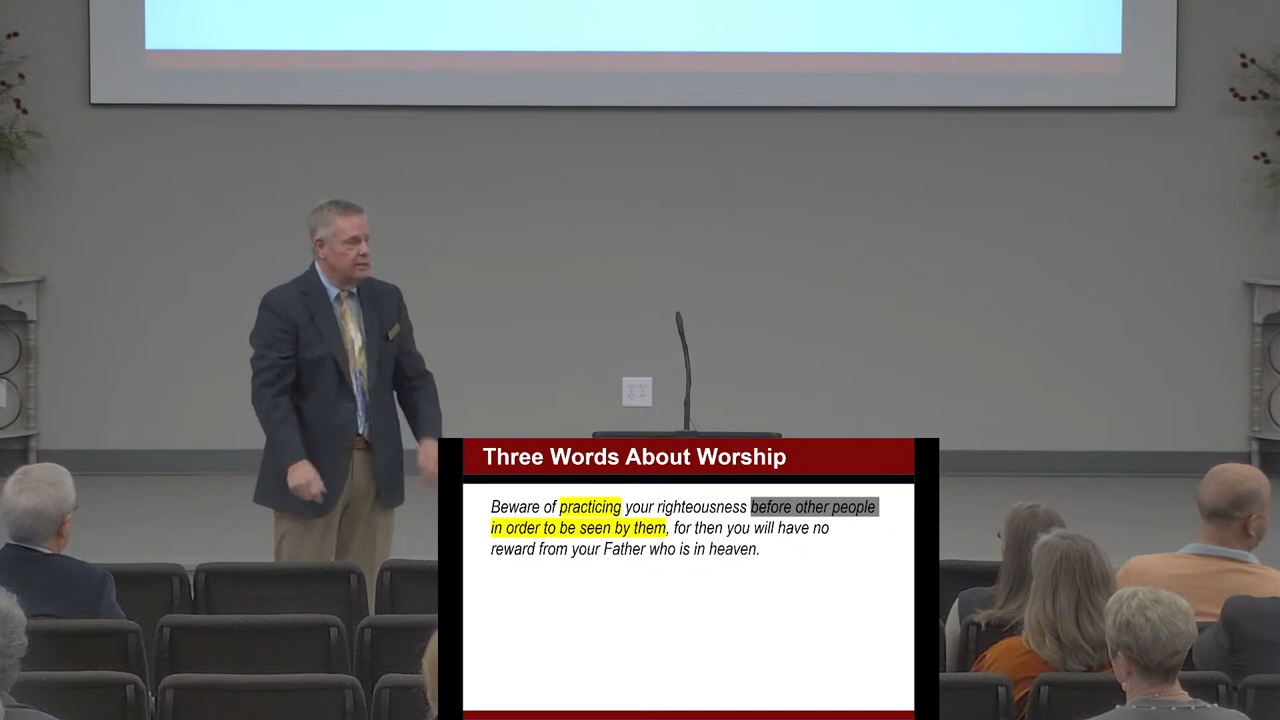 Three Words About Worship
Beware of practicing your righteousness before other people
in order to be seen by them, for then you will have no
reward from your Father who is in heaven.